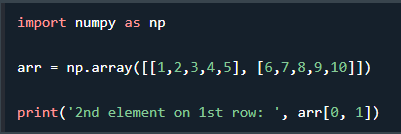 import numpy as np
arr = np.array([[1,2,3,4,5], [6,7,8,9,10]])
print('2nd element on 1st row: ', arr[0, 1])